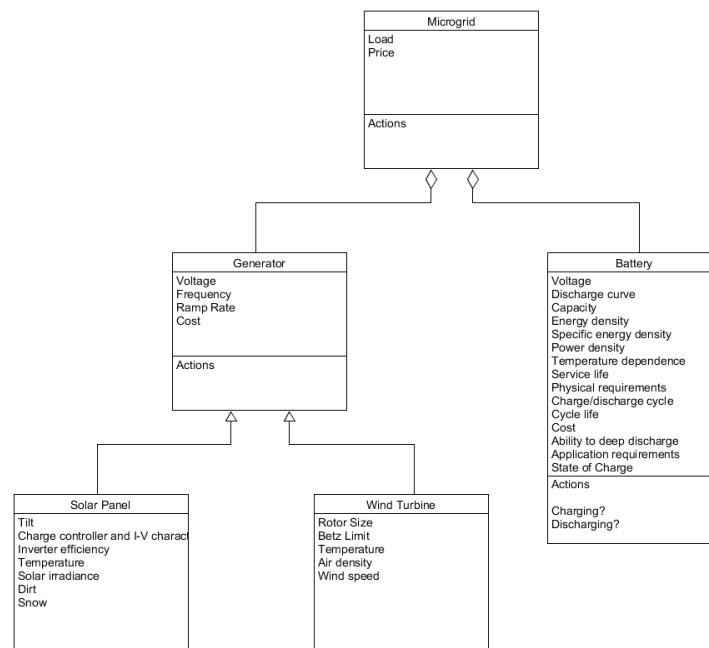 Microgrid
Load
Price
Actions
Generator
Voltage
Frequency
Ramp Rate
Cost
Actions
Battery
Voltage
Discharge curve
Capacity
Energy density
Specific energy density
Power density
Temperature dependence
Service life
Physical requirements
Charge/discharge cycle
Cycle life
Cost
Ability to deep discharge
Application requirements
State of Charge
Actions
Charging?
Discharging?
Solar Panel
Tilt
Charge controller and I-V charact
Inverter efficiency
Temperature
Solar irradiance
Dirt
Snow
Wind Turbine
Rotor Size
Betz Limit
Temperature
Air density
Wind speed